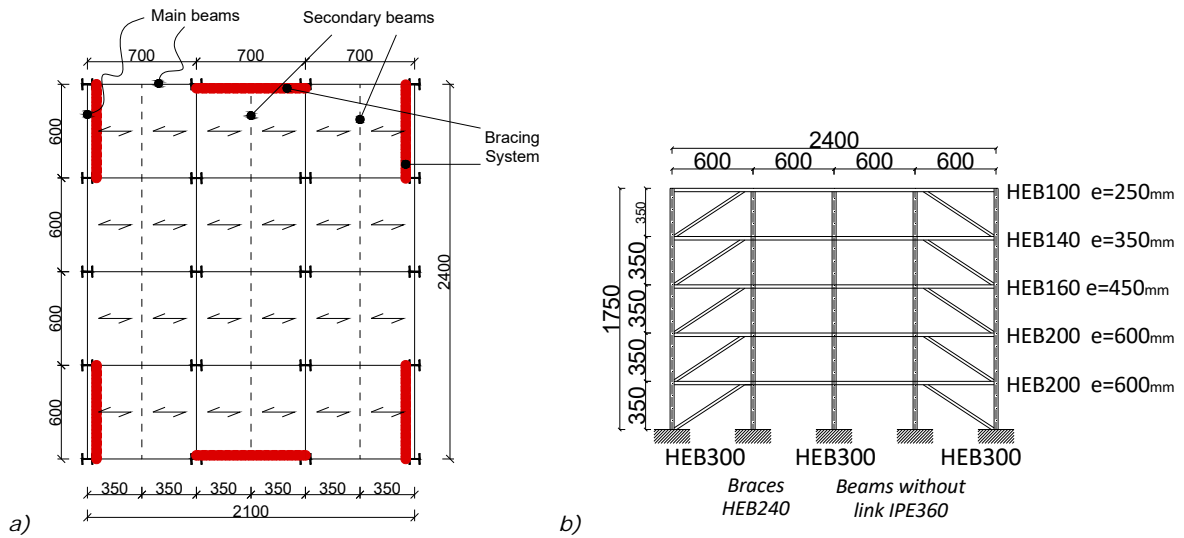 Main beams
Secondary beams
700 700 700
Bracing
System
600
600
600
600
2400
350 350 350 350 350 350
2100
a)
2400
600 600 600 600
HEB100 e=250mm
HEB140 e=350mm
HEB160 e=450mm
HEB200 e=600mm
HEB200 e=600mm
1750
350
350
350
350
350
HEB300 HEB300 HEB300
Braces
HEB240
Beams without
link IPE360
b)